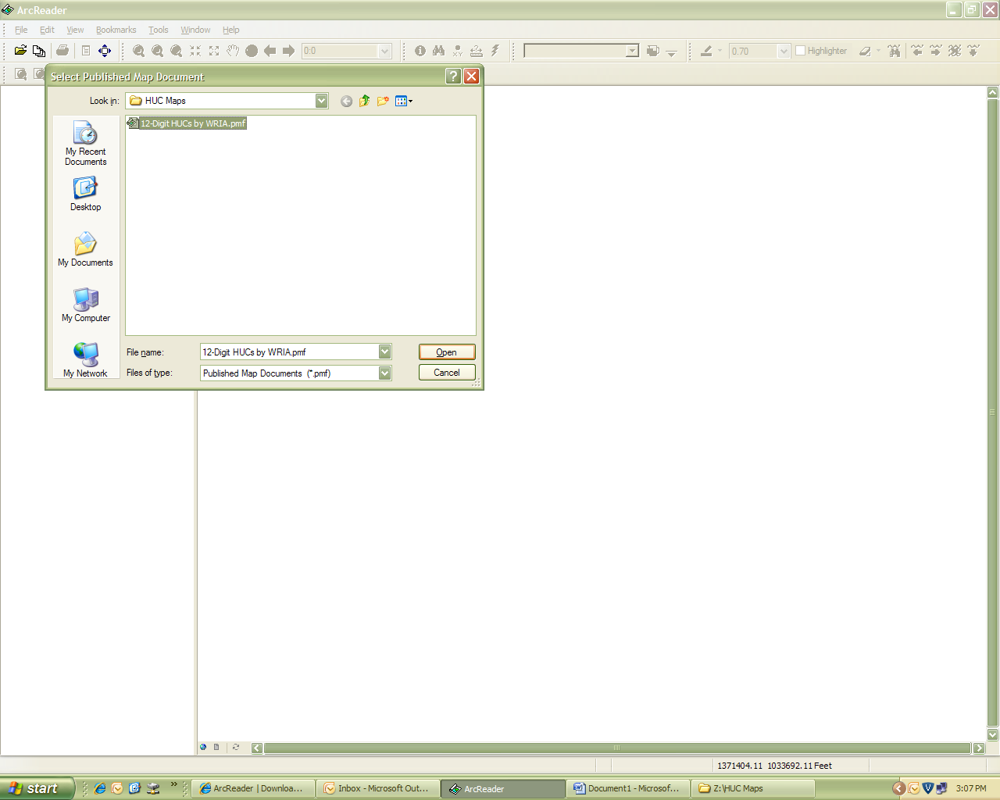 ArcReader
File Edit View Bookmarks Tools Window Help
0:0
0.70 Highlighter
Select Published Map Document
Look in: HUC Maps
12-Digit HUCs by WRIA.pmf
My Recent
Documents
Desktop
My Documents
My Computer
My Network
File name: 12-Digit HUCs by WRIA.pmf Open
Files of type: Published Map Documents (*.pmf) Cancel
1371404.11 1033692.11 Feet
start ArcReader | Downloa... Inbox - Microsoft Out... ArcReader Document1 - Microsof... Z:\HUC Maps 3:07 PM